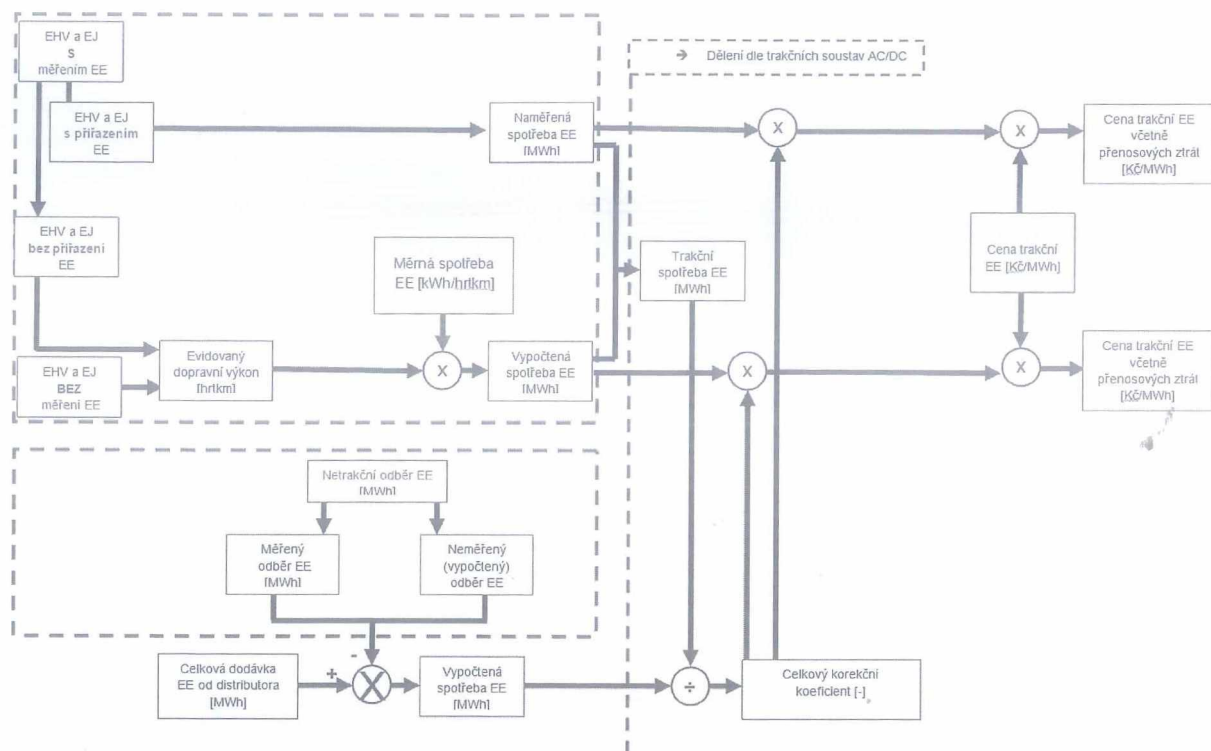 EHV a EJ
S
měřením EE
EHV a EJ
s přiřazením
EE
Naměřená
spotřeba EE
[MWh]
→ Dělení dle trakčních soustav AC/DC
X
X
Cena trakční EE
včetně
přenosových ztrát
[Kč/MWh]
EHV a EJ
bez přiřazení
EE
Měrná spotřeba
EE [kWh/hrtkm]
Trakční
spotřeba EE
[MWh]
Cena trakční
EE [Kč/MWh]
EHV a EJ
BEZ
měření EE
Evidovaný
dopravní výkon
[hrtkm]
X
Vypočtená
spotřeba EE
[MWh]
X
X
Cena trakční EE
včetně
přenosových ztrát
[Kč/MWh]
Netrakční odběr EE
[MWh]
Měřený
odběr EE
[MWh]
Neměřený
(vypočtený)
odběr EE
Celková dodávka
EE od distributora
[MWh]
+
-
X
Vypočtená
spotřeba EE
[MWh]
÷
Celkový korekční
koeficient [-]